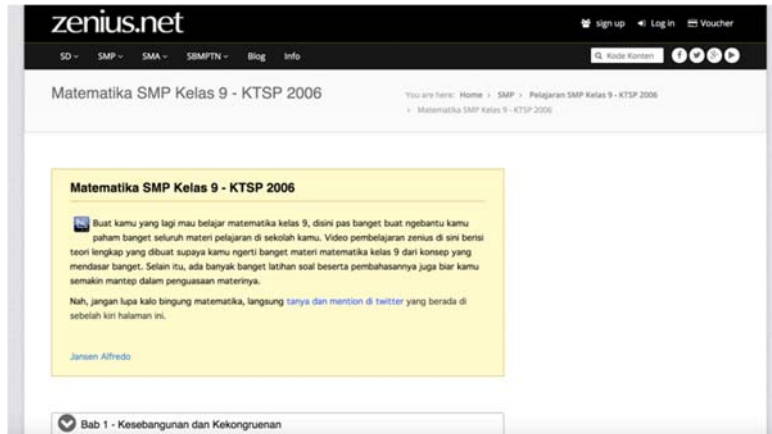 zenius.net
sign up Log in Voucher
SD SMP SMA SBMPTN Blog Info
Kode Konten
Matematika SMP Kelas 9 - KTSP 2006
You are here: Home › SMP › Pelajaran SMP Kelas 9 - KTSP 2006
› Matematika SMP Kelas 9 - KTSP 2006
Matematika SMP Kelas 9 - KTSP 2006
Buat kamu yang lagi mau belajar matematika kelas 9, disini pas banget buat ngebantu kamu
paham banget seluruh materi pelajaran di sekolah kamu. Video pembelajaran zenius di sini berisi
teori lengkap yang dibuat supaya kamu ngerti banget materi matematika kelas 9 dari konsep yang
mendasar banget. Selain itu, ada banyak banget latihan soal beserta pembahasannya juga biar kamu
semakin mantep dalam penguasaan materinya.
Nah, jangan lupa kalo bingung matematika, langsung tanya dan mention di twitter yang berada di
sebelah kiri halaman ini.
Jansen Alfredo
Bab 1 - Kesebangunan dan Kekongruenan